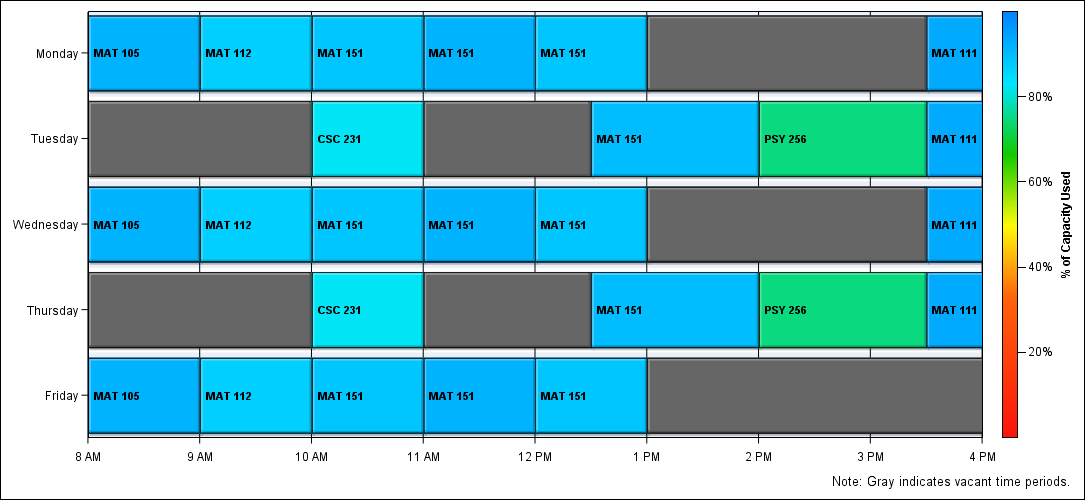 Monday
MAT 105 MAT 112 MAT 151 MAT 151 MAT 151 MAT 111
Tuesday
CSC 231 MAT 151 PSY 256 MAT 111
Wednesday
MAT 105 MAT 112 MAT 151 MAT 151 MAT 151 MAT 111
Thursday
CSC 231 MAT 151 PSY 256 MAT 111
Friday
MAT 105 MAT 112 MAT 151 MAT 151 MAT 151
8 AM 9 AM 10 AM 11 AM 12 PM 1 PM 2 PM 3 PM 4 PM
80%
60%
40%
20%
% of Capacity Used
Note: Gray indicates vacant time periods.